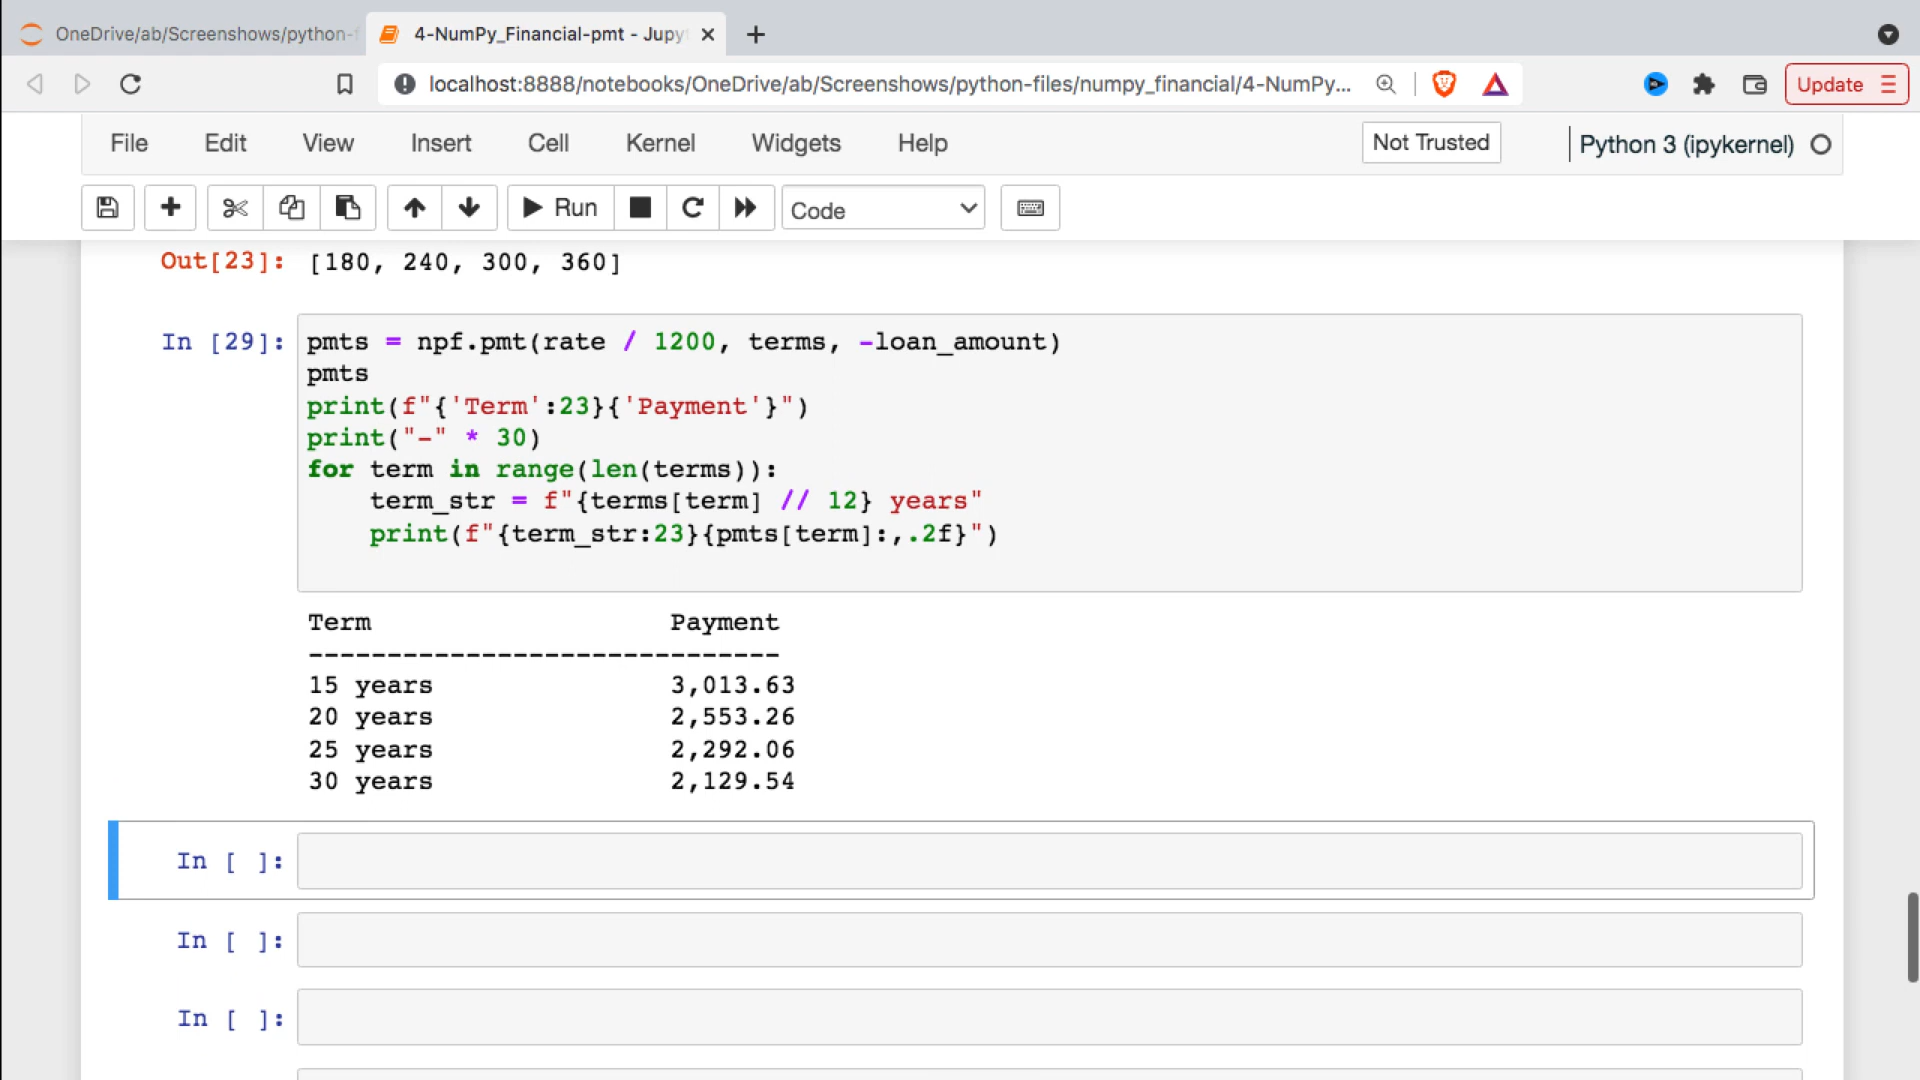 OneDrive/ab/Screenshows/python-f
4-NumPy_Financial-pmt - Jupyt
localhost:8888/notebooks/OneDrive/ab/Screenshows/python-files/numpy_financial/4-NumPy...
Update
File Edit View Insert Cell Kernel Widgets Help
Not Trusted
Python 3 (ipykernel)
Run
Code
Out[23]: [180, 240, 300, 360]
In [29]: pmts = npf.pmt(rate / 1200, terms, -loan_amount)
pmts
print(f"{'Term':23}{'Payment'}")
print("-" * 30)
for term in range(len(terms)):
    term_str = f"{terms[term] // 12} years"
    print(f"{term_str:23}{pmts[term]:,.2f}")
Term                   Payment
------------------------------
15 years               3,013.63
20 years               2,553.26
25 years               2,292.06
30 years               2,129.54
In [ ]:
In [ ]:
In [ ]: